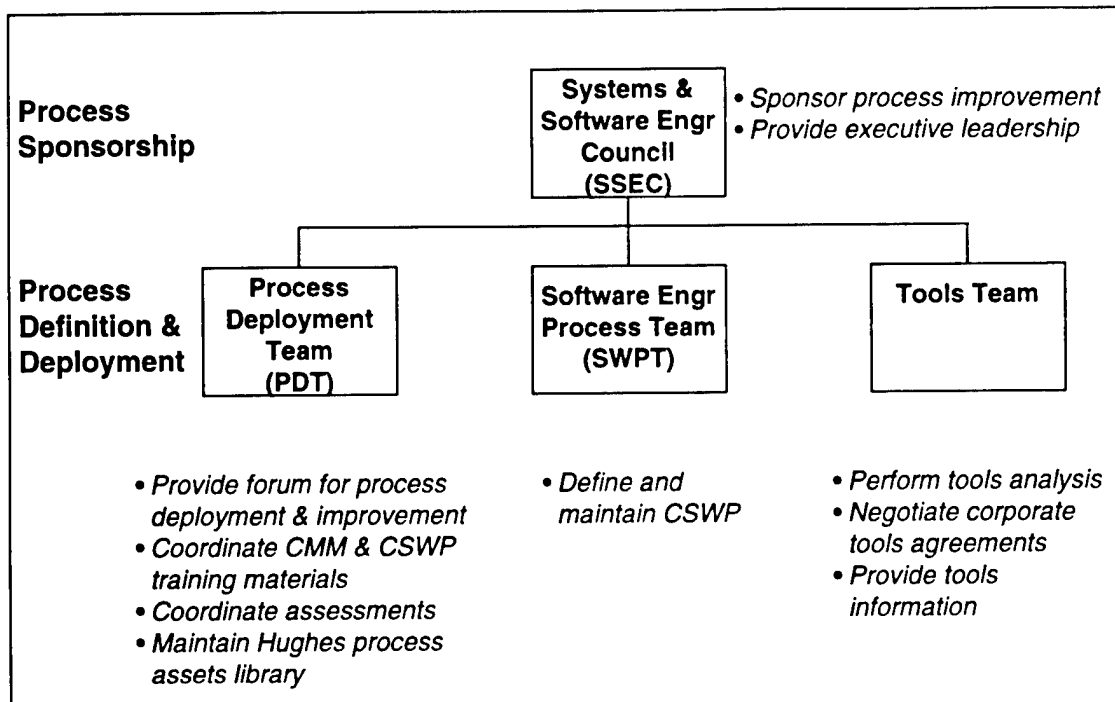 Process
Sponsorship
Systems &
Software Engr
Council
(SSEC)
• Sponsor process improvement
• Provide executive leadership
Process
Definition &
Deployment
Process
Deployment
Team
(PDT)
Software Engr
Process Team
(SWPT)
Tools Team
• Provide forum for process
deployment & improvement
• Coordinate CMM & CSWP
training materials
• Coordinate assessments
• Maintain Hughes process
assets library
• Define and
maintain CSWP
• Perform tools analysis
• Negotiate corporate
tools agreements
• Provide tools
information